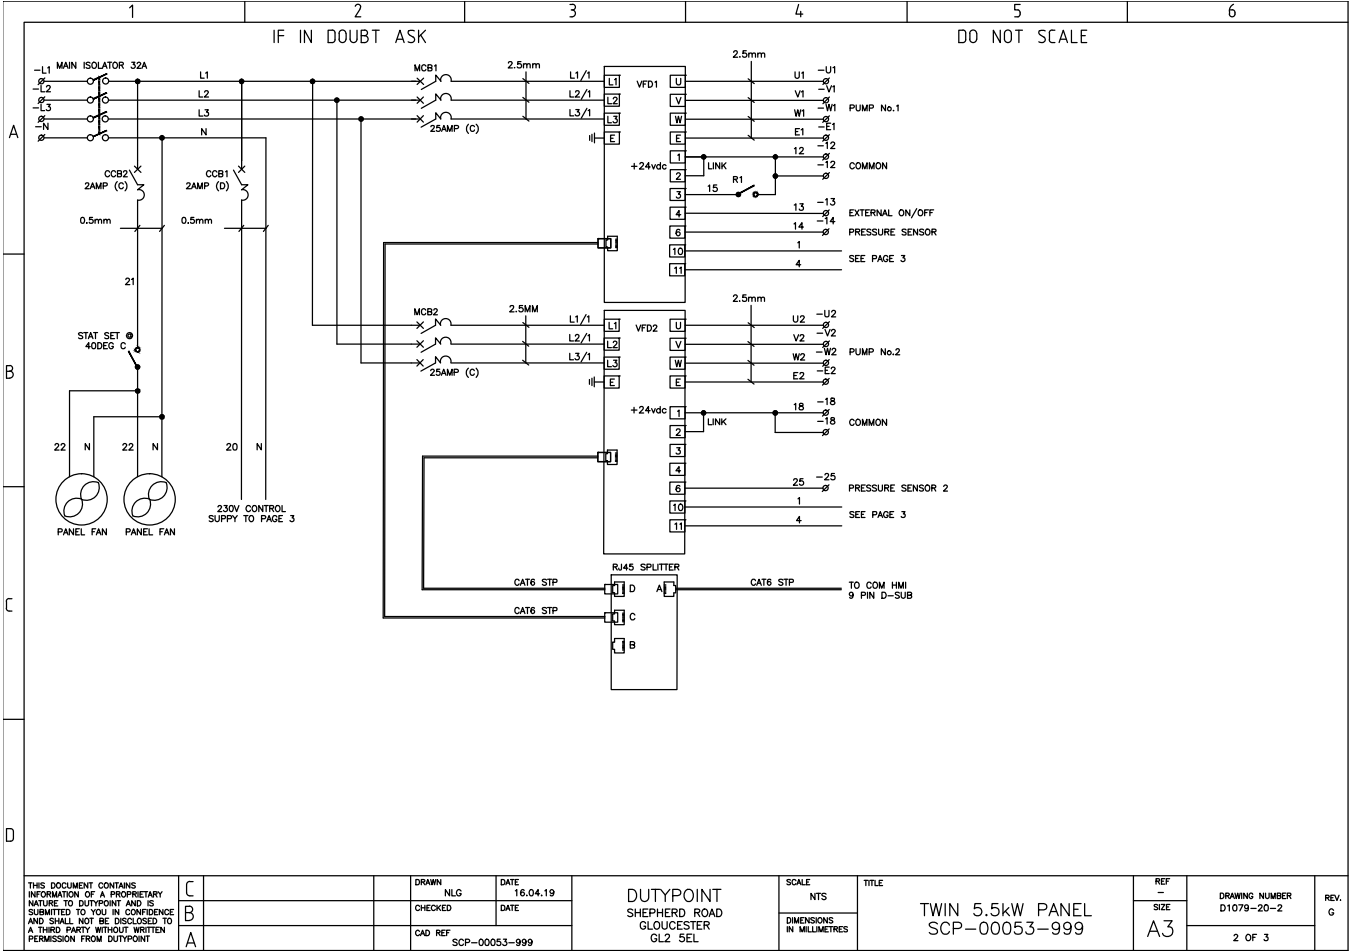 1 2 3 4 5 6
IF IN DOUBT ASK
DO NOT SCALE
A
B
C
D
MAIN ISOLATOR 32A
-L1
-L2
-L3
-N
L1
L2
L3
N
CCB2
2AMP (C)
CCB1
2AMP (D)
0.5mm
0.5mm
21
STAT SET
40DEG C
22 N 22 N 20 N
PANEL FAN
PANEL FAN
230V CONTROL
SUPPY TO PAGE 3
MCB1
25AMP (C)
2.5mm
L1/1
L2/1
L3/1
L1
L2
L3
E
VFD1
+24vdc
U
V
W
E
1
2
3
4
6
10
11
2.5mm
U1 -U1
V1 -V1
W1 -W1
E1 -E1
PUMP No.1
LINK
12 -12
-12
COMMON
R1
15
13 -13
EXTERNAL ON/OFF
14 -14
PRESSURE SENSOR
1
4
SEE PAGE 3
MCB2
25AMP (C)
2.5MM
L1/1
L2/1
L3/1
L1
L2
L3
E
VFD2
+24vdc
U
V
W
E
1
2
3
4
6
10
11
2.5mm
U2 -U2
V2 -V2
W2 -W2
E2 -E2
PUMP No.2
LINK
18 -18
-18
COMMON
25 -25
PRESSURE SENSOR 2
1
4
SEE PAGE 3
RJ45 SPLITTER
CAT6 STP
D
A
CAT6 STP
TO COM HMI
9 PIN D-SUB
CAT6 STP
C
B
THIS DOCUMENT CONTAINS
INFORMATION OF A PROPRIETARY
NATURE TO DUTYPOINT AND IS
SUBMITTED TO YOU IN CONFIDENCE
AND SHALL NOT BE DISCLOSED TO
A THIRD PARTY WITHOUT WRITTEN
PERMISSION FROM DUTYPOINT
C
B
A
DRAWN
NLG
DATE
16.04.19
CHECKED
DATE
CAD REF
SCP-00053-999
DUTYPOINT
SHEPHERD ROAD
GLOUCESTER
GL2 5EL
SCALE
NTS
DIMENSIONS
IN MILLIMETRES
TITLE
TWIN 5.5kW PANEL
SCP-00053-999
REF
-
SIZE
A3
DRAWING NUMBER
D1079-20-2
2 OF 3
REV.
G